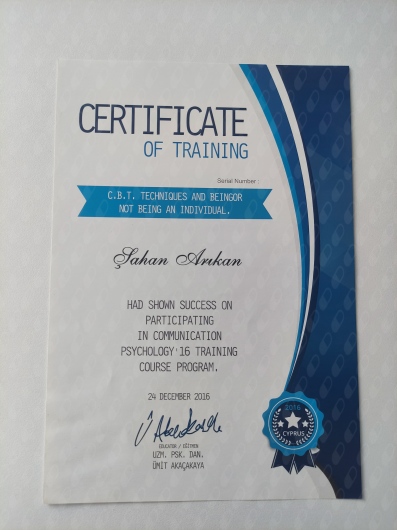 CERTIFICATE
OF TRAINING
Serial Number :
C.B.T. TECHNIQUES AND BEINGOR
NOT BEING AN INDIVIDUAL.
Şahan Arıkan
HAD SHOWN SUCCESS ON
PARTICIPATING
IN COMMUNICATION
PSYCHOLOGY'16 TRAINING
COURSE PROGRAM.
24 DECEMBER 2016
EDUCATOR / EĞİTMEN
UZM. PSK. DAN.
ÜMİT AKAÇAKAYA
2016
CYPRUS